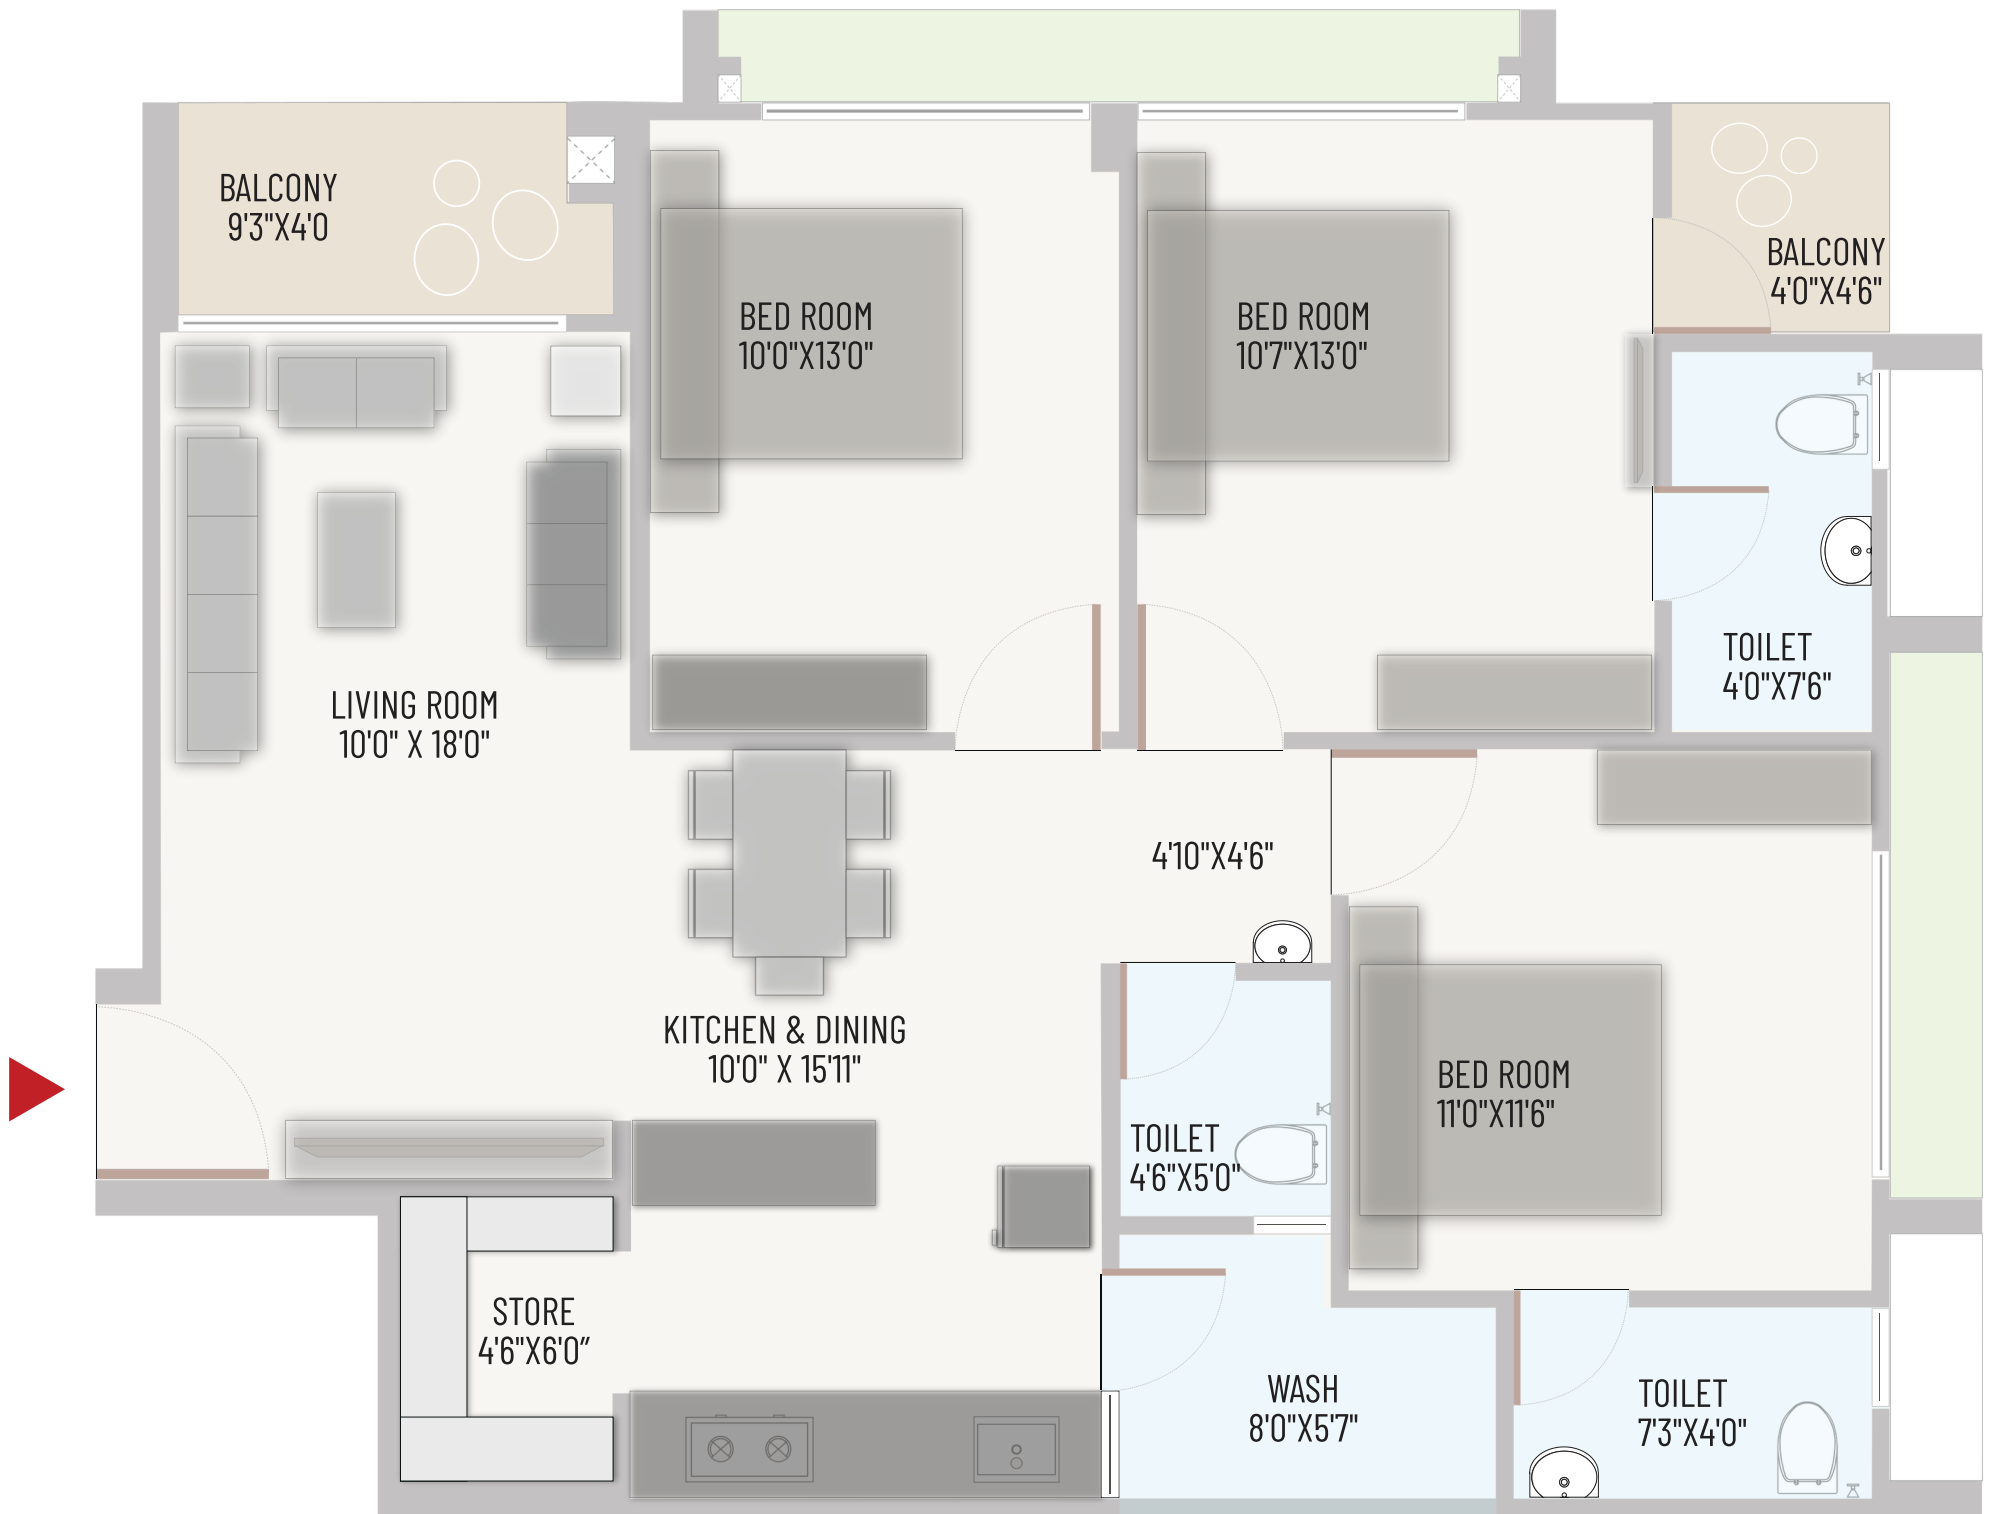 BALCONY
9'3"X4'0
BED ROOM
10'0"X13'0"
BED ROOM
10'7"X13'0"
BALCONY
4'0"X4'6"
TOILET
4'0"X7'6"
LIVING ROOM
10'0" X 18'0"
4'10"X4'6"
KITCHEN & DINING
10'0" X 15'11"
BED ROOM
11'0"X11'6"
TOILET
4'6"X5'0"
STORE
4'6"X6'0”
WASH
8'0"X5'7"
TOILET
7'3"X4'0"